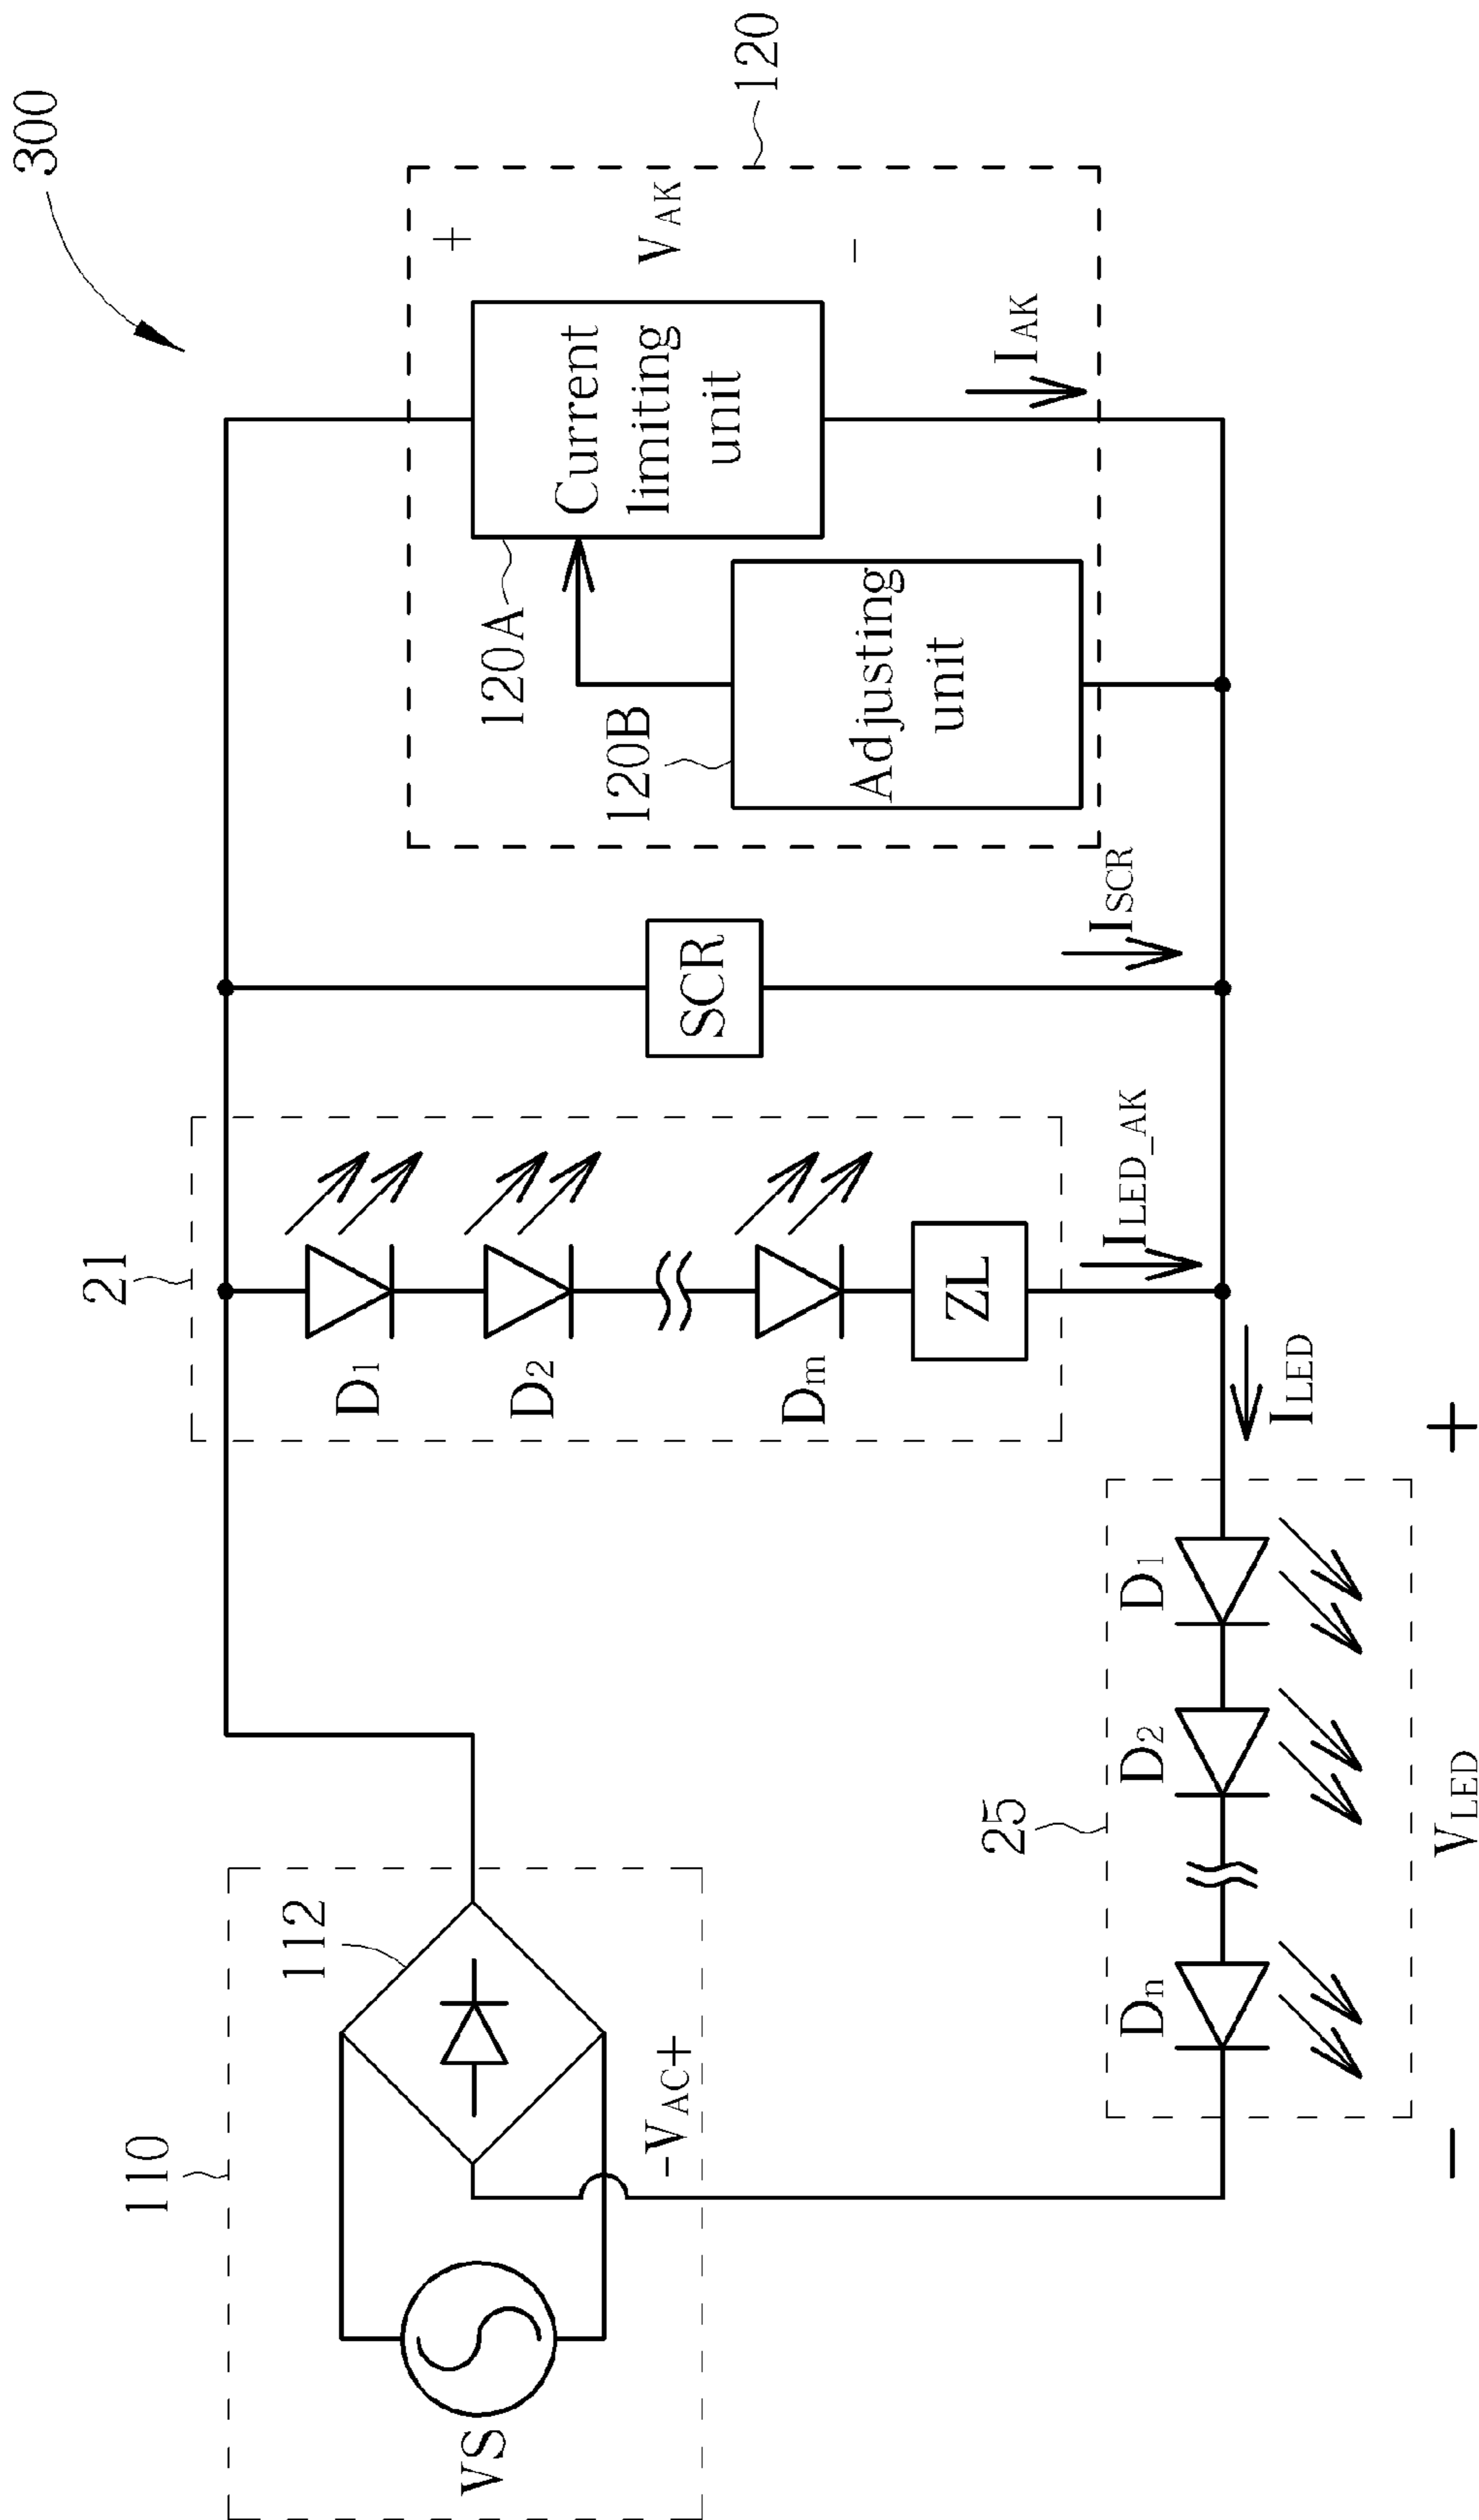 300
110
112
VS
-VAC+
21
D1
D2
Dm
ZL
ILED_AK
SCR
ISCR
120
120A
Current
limiting
unit
120B
Adjusting
unit
+
VAK
-
IAK
ILED
25
Dn
D2
D1
- VLED +